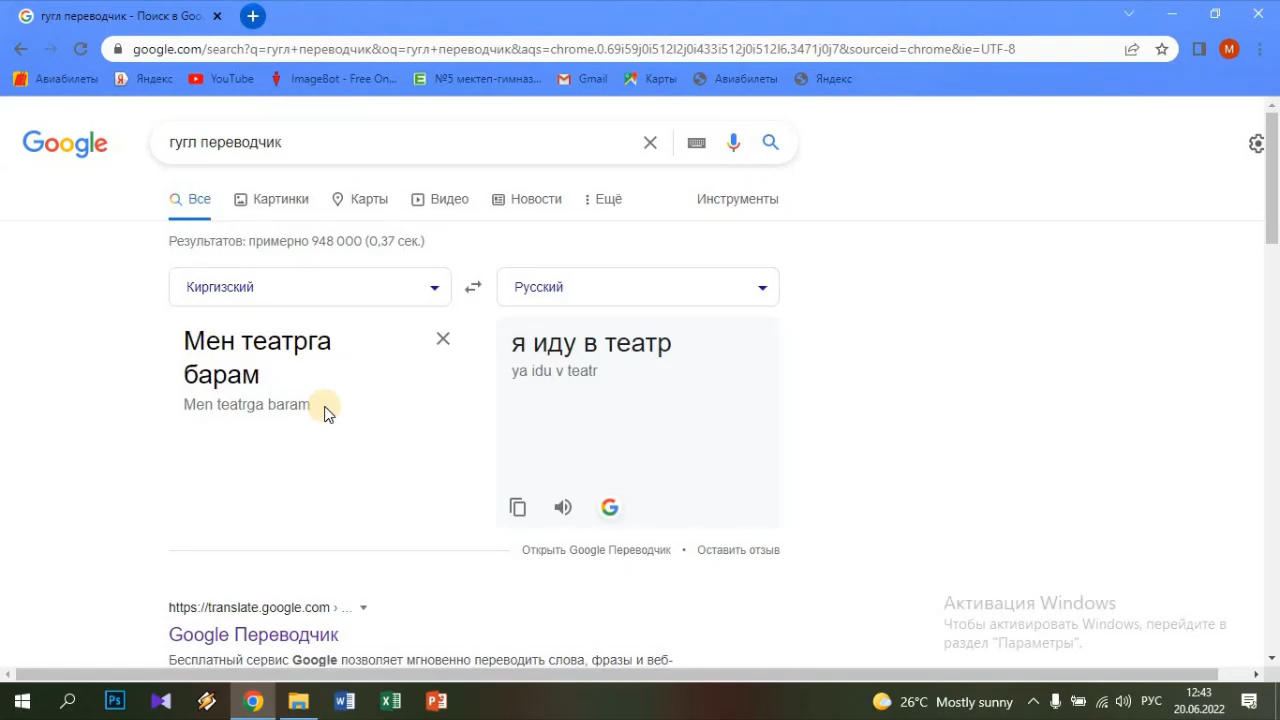 гугл переводчик - Поиск в Goo
google.com/search?q=гугл+переводчик&oq=гугл+переводчик&aqs=chrome.0.69i59j0i512l2j0i433i512j0i512l6.3471j0j7&sourceid=chrome&ie=UTF-8
M
Авиабилеты Яндекс YouTube ImageBot - Free On... №5 мектеп-гимназ... Gmail Карты Авиабилеты Яндекс
Google гугл переводчик
Все Картинки Карты Видео Новости Ещё Инструменты
Результатов: примерно 948 000 (0,37 сек.)
Киргизский Русский
Мен театрга
барам
Men teatrga baram
я иду в театр
ya idu v teatr
Открыть Google Переводчик • Оставить отзыв
https://translate.google.com › ...
Google Переводчик
Бесплатный сервис Google позволяет мгновенно переводить слова, фразы и веб-
Активация Windows
Чтобы активировать Windows, перейдите в
раздел "Параметры".
Ps 26°C Mostly sunny РУС 12:43
20.06.2022